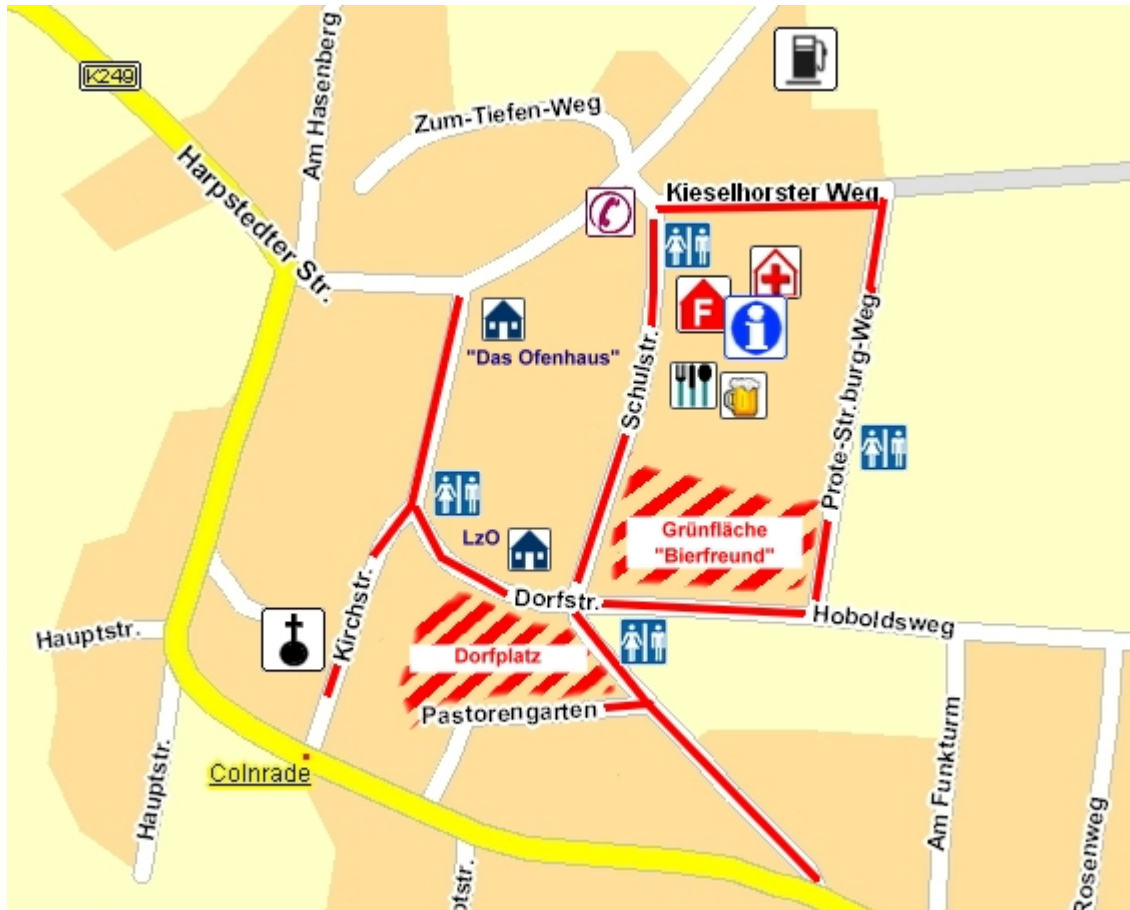 K249
Am Hasenberg
Zum-Tiefen-Weg
Harpstedter Str.
Kieselhorster Weg
F
i
"Das Ofenhaus"
Schulstr.
Prote-Str.burg-Weg
Grünfläche
"Bierfreund"
LzO
Dorfstr.
Hoboldsweg
Kirchstr.
Hauptstr.
Dorfplatz
Pastorengarten
Colnrade
Hauptstr.
Am Funkturm
Rosenweg
ptstr.